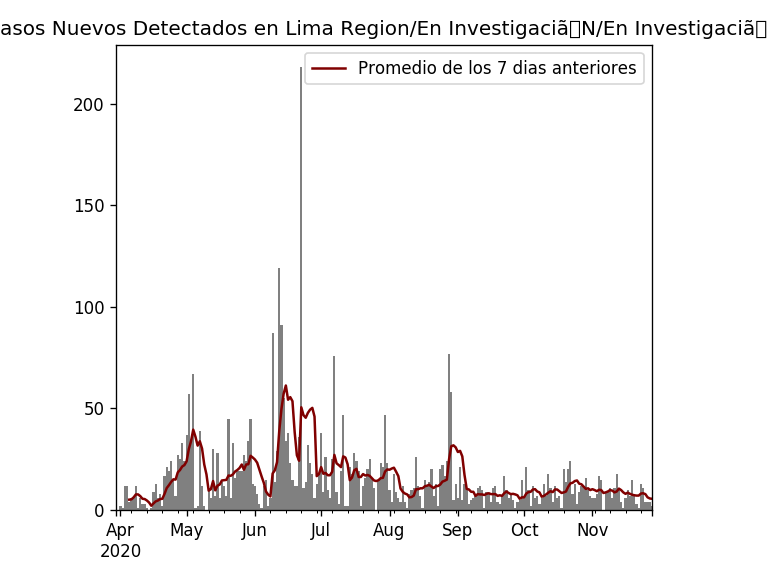 asos Nuevos Detectados en Lima Region/En Investigaciã▯N/En Investigaciã▯
Promedio de los 7 dias anteriores
200
150
100
50
0
Apr May Jun Jul Aug Sep Oct Nov
2020